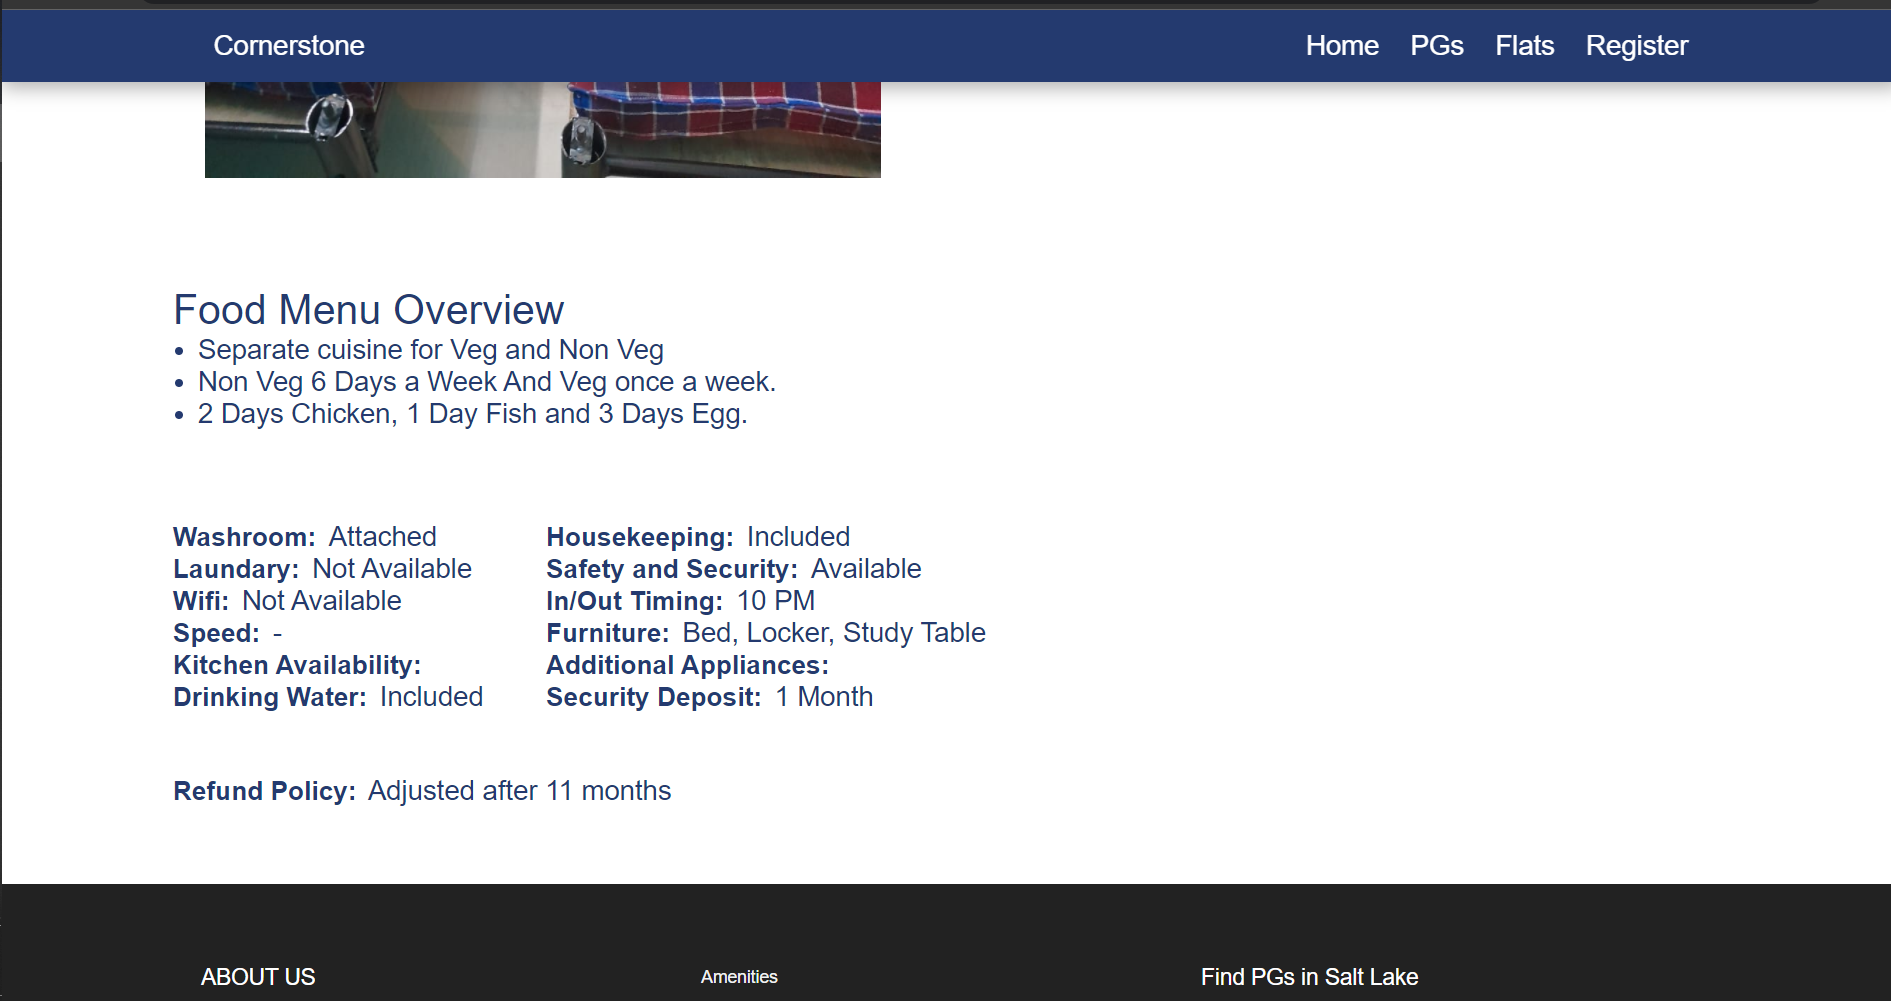 Cornerstone
Home PGs Flats Register
Food Menu Overview
• Separate cuisine for Veg and Non Veg
• Non Veg 6 Days a Week And Veg once a week.
• 2 Days Chicken, 1 Day Fish and 3 Days Egg.
Washroom: Attached
Laundary: Not Available
Wifi: Not Available
Speed: -
Kitchen Availability:
Drinking Water: Included
Housekeeping: Included
Safety and Security: Available
In/Out Timing: 10 PM
Furniture: Bed, Locker, Study Table
Additional Appliances:
Security Deposit: 1 Month
Refund Policy: Adjusted after 11 months
ABOUT US
Amenities
Find PGs in Salt Lake